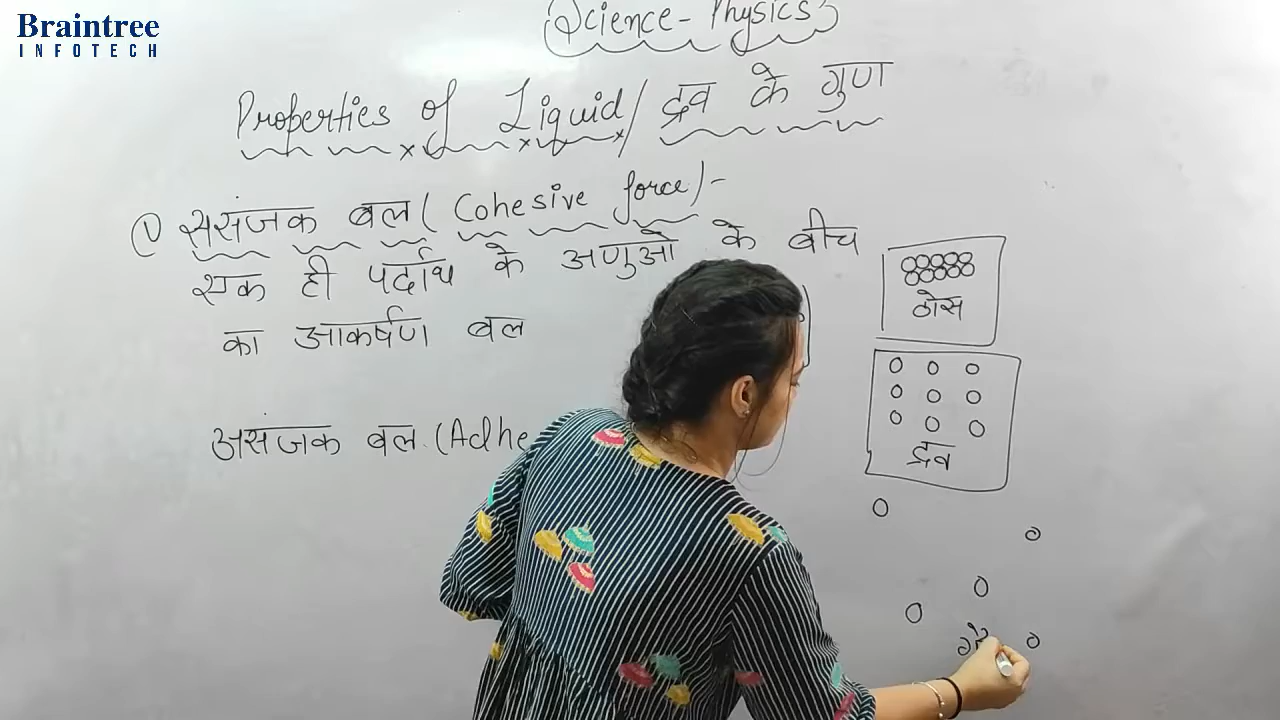 Braintree
INFOTECH
Science-Physics
Properties of Liquid/ द्रव के गुण
① ससंजक बल( Cohesive force)-
एक ही पर्दाथ के अणुओ के बीच
का आकर्षण बल
असंजक बल (Adhe
ठोस
द्रव